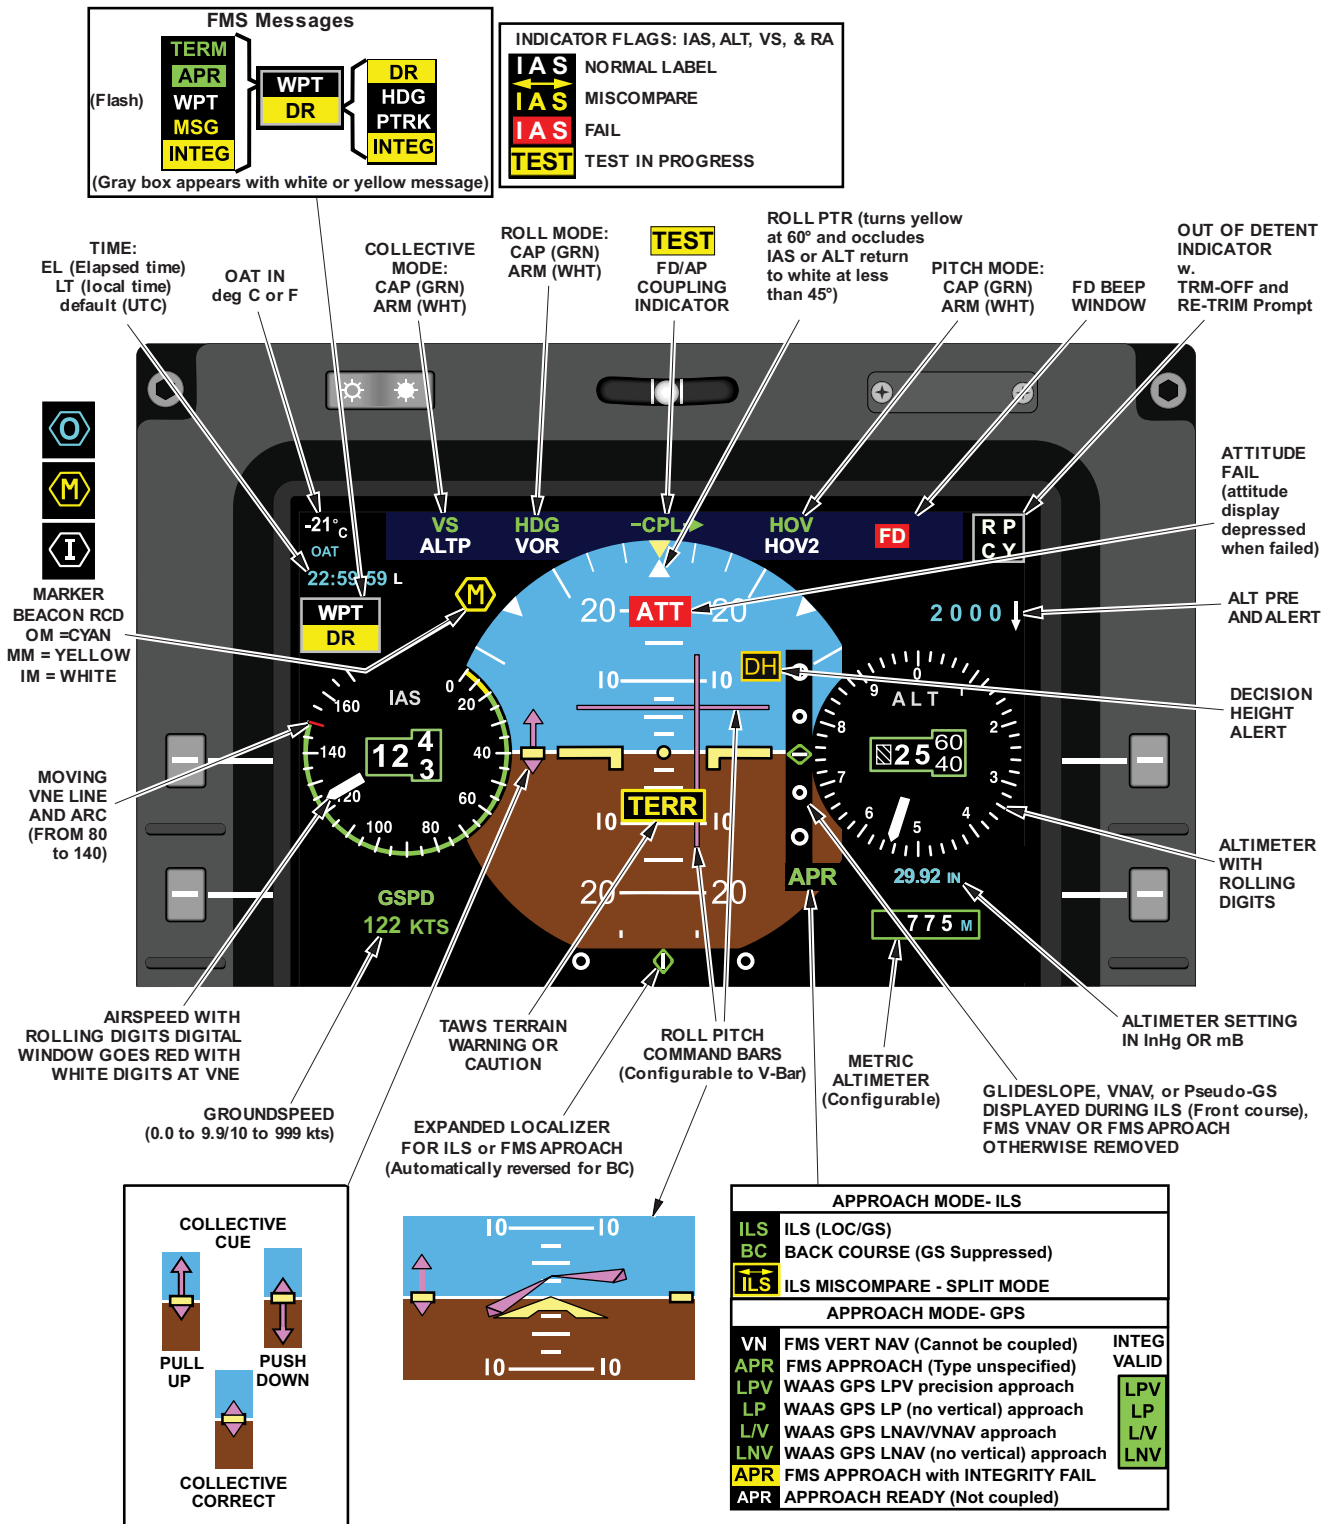 FMS Messages
TERM
APR
WPT
MSG
INTEG
(Flash)
WPT
DR
DR
HDG
PTRK
INTEG
(Gray box appears with white or yellow message)
INDICATOR FLAGS: IAS, ALT, VS, & RA
IAS NORMAL LABEL
IAS MISCOMPARE
IAS FAIL
TEST TEST IN PROGRESS
TIME:
EL (Elapsed time)
LT (local time)
default (UTC)
OAT IN
deg C or F
COLLECTIVE
MODE:
CAP (GRN)
ARM (WHT)
ROLL MODE:
CAP (GRN)
ARM (WHT)
TEST
FD/AP
COUPLING
INDICATOR
ROLL PTR (turns yellow
at 60° and occludes
IAS or ALT return
to white at less
than 45°)
PITCH MODE:
CAP (GRN)
ARM (WHT)
FD BEEP
WINDOW
OUT OF DETENT
INDICATOR
w.
TRM-OFF and
RE-TRIM Prompt
O
M
I
MARKER
BEACON RCD
OM =CYAN
MM = YELLOW
IM = WHITE
ATTITUDE
FAIL
(attitude
display
depressed
when failed)
-21°C
OAT
22:59:59 L
WPT
DR
VS
ALTP
HDG
VOR
CPL
HOV
HOV2
FD
R P
C Y
M
20 ATT 20
2000
ALT PRE
AND ALERT
10 10
DH
DECISION
HEIGHT
ALERT
IAS
0
20
40
60
80
100
120
140
160
12 4
3
ALT
0
1
2
3
4
5
6
7
8
9
25 60
40
TERR
10 10
20 20
APR
MOVING
VNE LINE
AND ARC
(FROM 80
to 140)
GSPD
122 KTS
29.92 IN
775 M
ALTIMETER
WITH
ROLLING
DIGITS
AIRSPEED WITH
ROLLING DIGITS DIGITAL
WINDOW GOES RED WITH
WHITE DIGITS AT VNE
TAWS TERRAIN
WARNING OR
CAUTION
ROLL PITCH
COMMAND BARS
(Configurable to V-Bar)
METRIC
ALTIMETER
(Configurable)
ALTIMETER SETTING
IN InHg OR mB
GROUNDSPEED
(0.0 to 9.9/10 to 999 kts)
EXPANDED LOCALIZER
FOR ILS or FMS APROACH
(Automatically reversed for BC)
GLIDESLOPE, VNAV, or Pseudo-GS
DISPLAYED DURING ILS (Front course),
FMS VNAV OR FMS APROACH
OTHERWISE REMOVED
COLLECTIVE
CUE
PULL
UP
PUSH
DOWN
COLLECTIVE
CORRECT
10 10
10 10
APPROACH MODE- ILS
ILS ILS (LOC/GS)
BC BACK COURSE (GS Suppressed)
ILS ILS MISCOMPARE - SPLIT MODE
APPROACH MODE- GPS
VN FMS VERT NAV (Cannot be coupled)
APR FMS APPROACH (Type unspecified)
LPV WAAS GPS LPV precision approach
LP WAAS GPS LP (no vertical) approach
L/V WAAS GPS LNAV/VNAV approach
LNV WAAS GPS LNAV (no vertical) approach
APR FMS APPROACH with INTEGRITY FAIL
APR APPROACH READY (Not coupled)
INTEG
VALID
LPV
LP
L/V
LNV